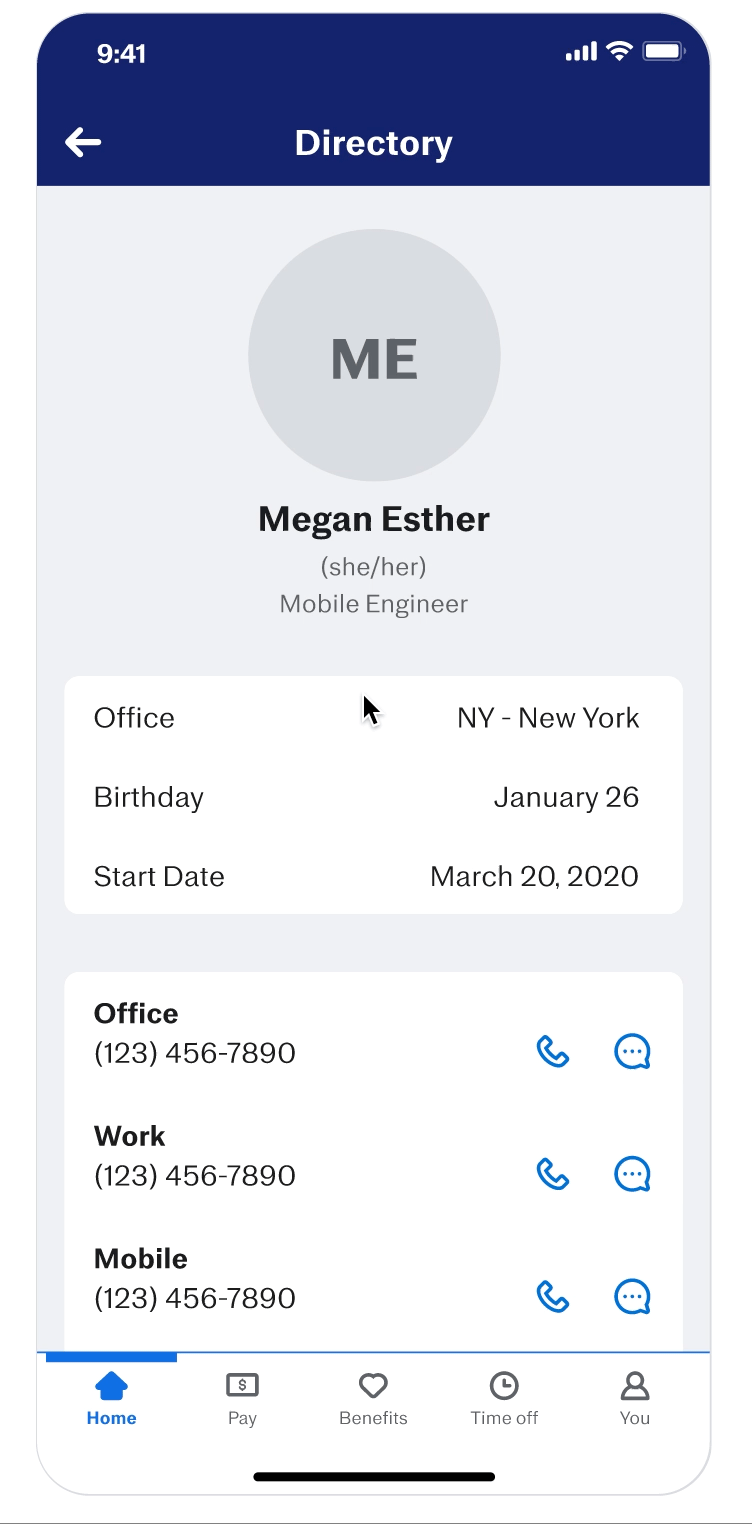 9:41
Directory
ME
Megan Esther
(she/her)
Mobile Engineer
Office NY - New York
Birthday January 26
Start Date March 20, 2020
Office
(123) 456-7890
Work
(123) 456-7890
Mobile
(123) 456-7890
$
Home Pay Benefits Time off You